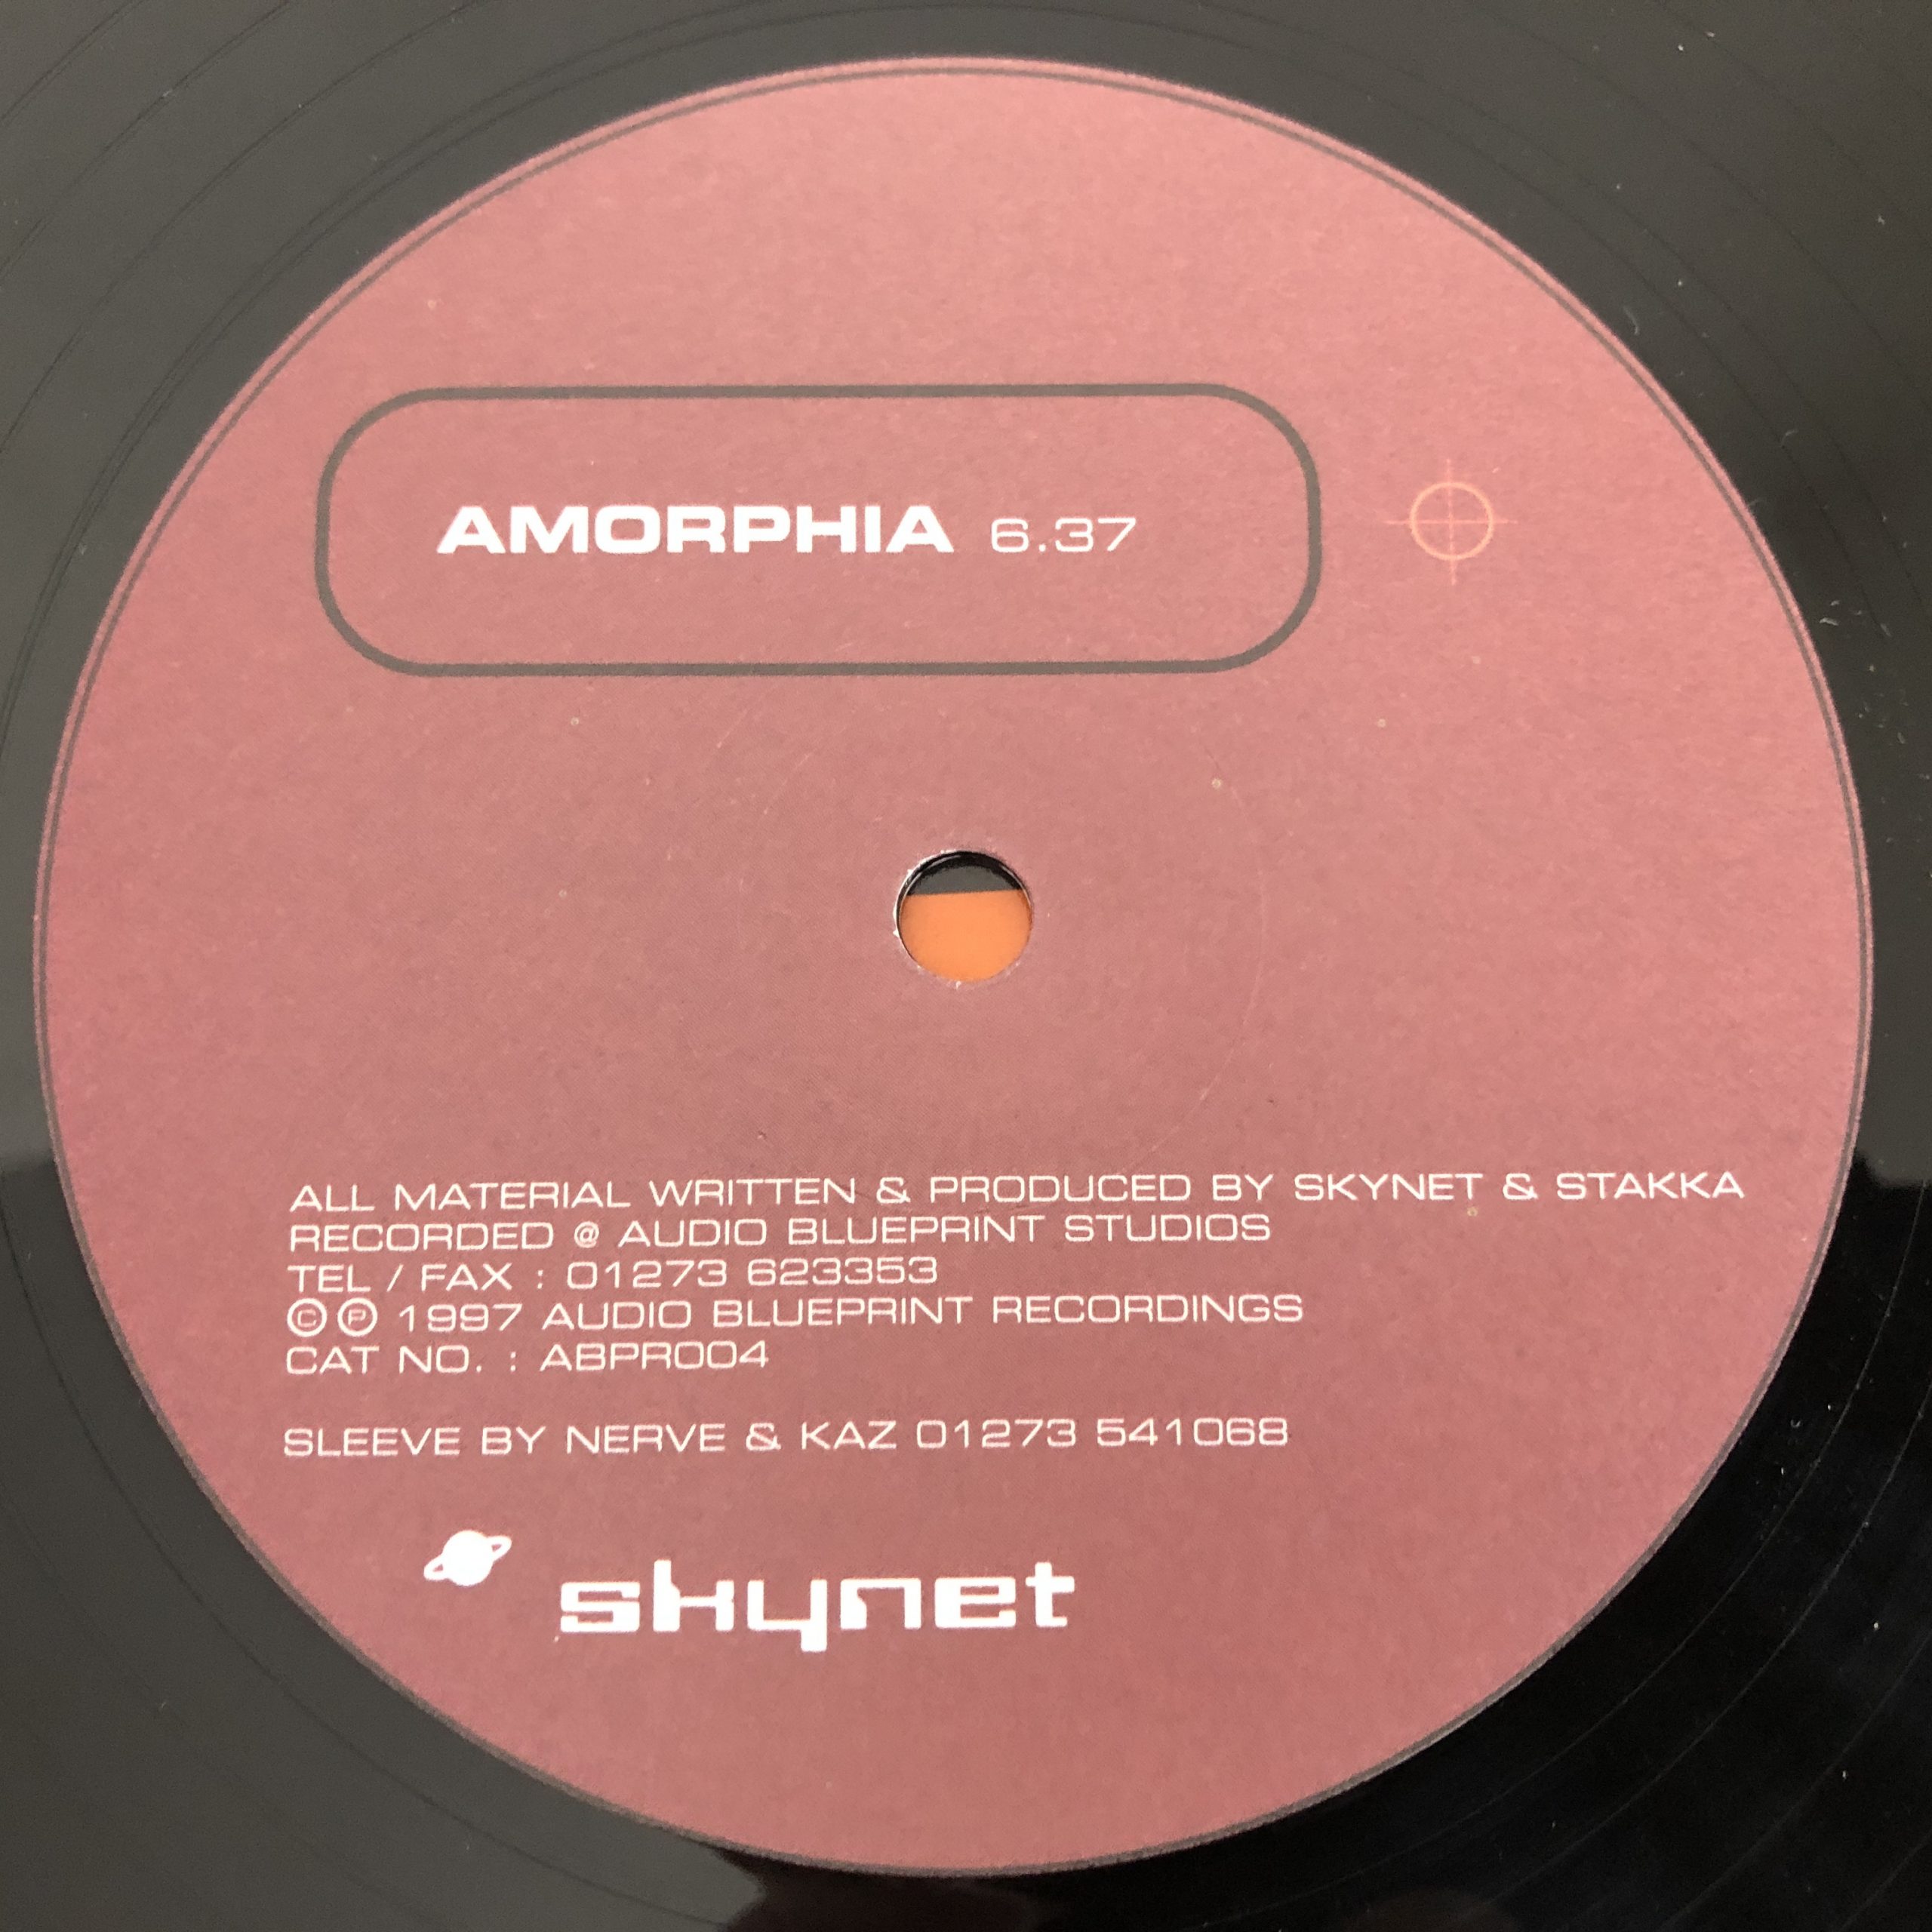 AMORPHIA 6.37
ALL MATERIAL WRITTEN & PRODUCED BY SKYNET & STAKKA
RECORDED @ AUDIO BLUEPRINT STUDIOS
TEL / FAX : 01273 623353
©℗ 1997 AUDIO BLUEPRINT RECORDINGS
CAT NO. : ABPR004
SLEEVE BY NERVE & KAZ 01273 541068
skynet